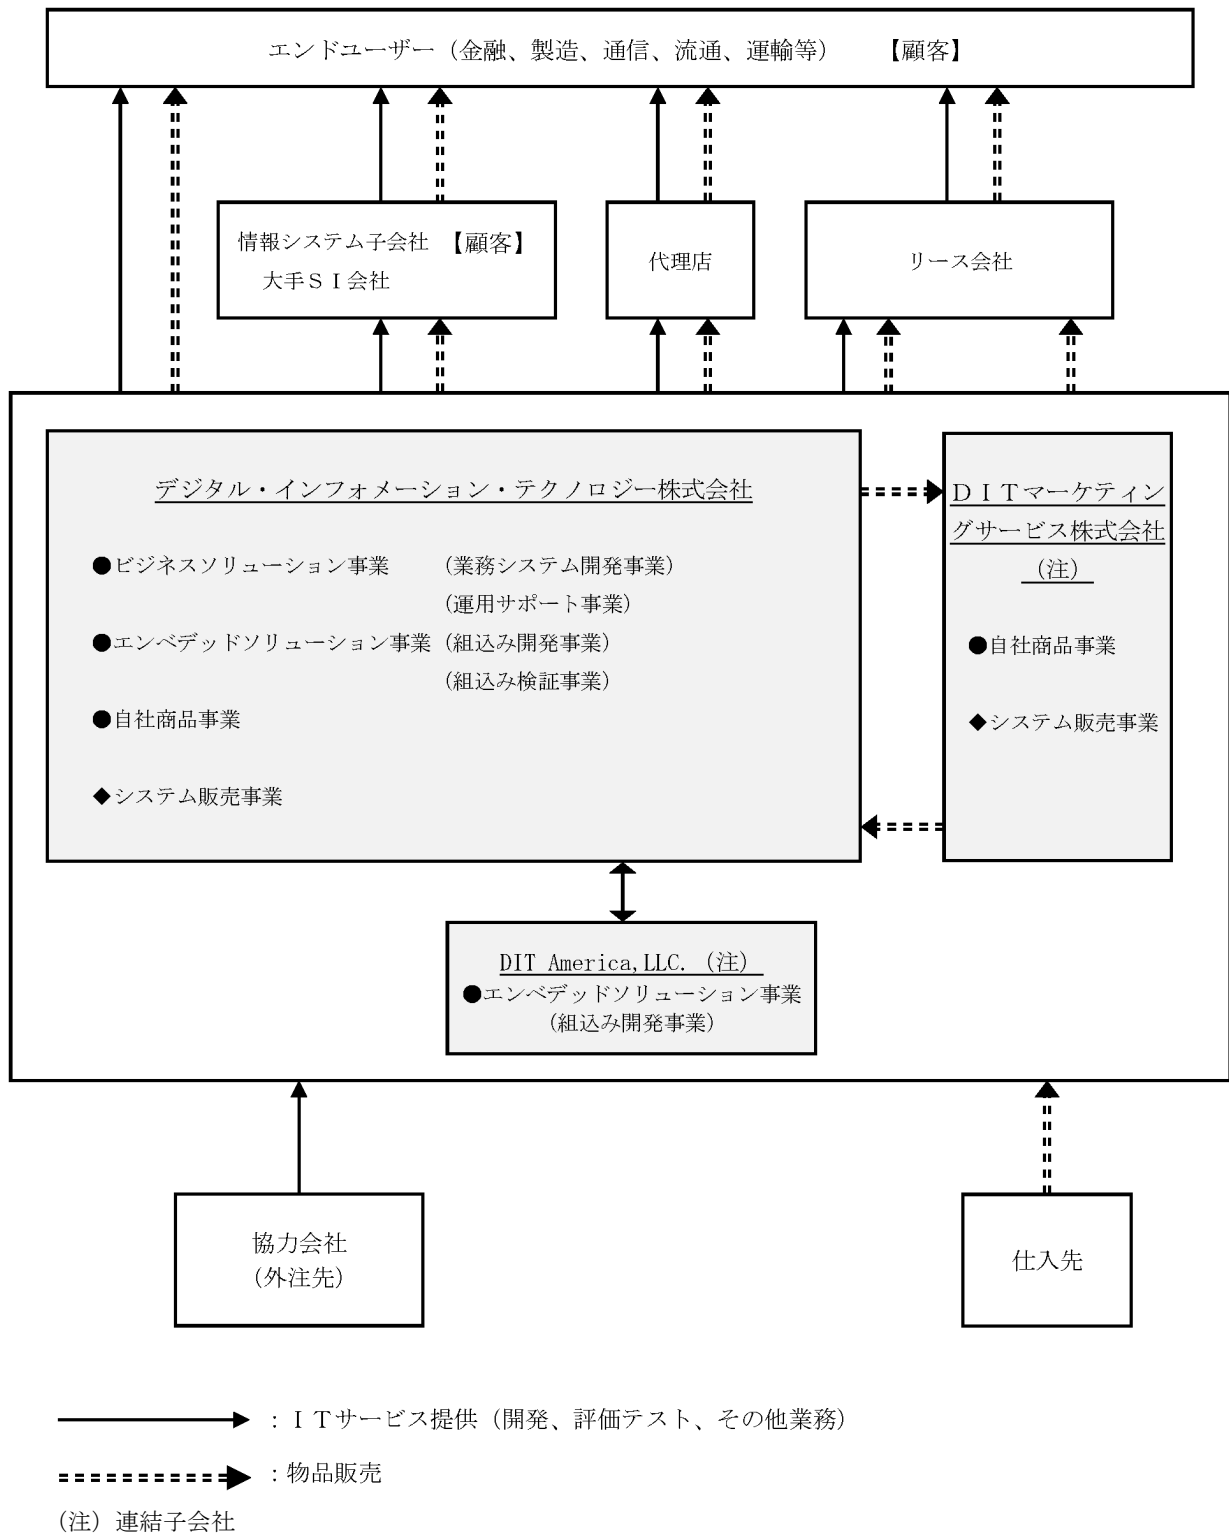 エンドユーザー（金融、製造、通信、流通、運輸等）　　【顧客】
情報システム子会社　【顧客】
大手ＳＩ会社
代理店
リース会社
デジタル・インフォメーション・テクノロジー株式会社
●ビジネスソリューション事業　　（業務システム開発事業）
（運用サポート事業）
●エンベデッドソリューション事業（組込み開発事業）
（組込み検証事業）
●自社商品事業
◆システム販売事業
ＤＩＴマーケティン
グサービス株式会社
（注）
●自社商品事業
◆システム販売事業
DIT America,LLC.（注）
●エンベデッドソリューション事業
（組込み開発事業）
協力会社
（外注先）
仕入先
：ＩＴサービス提供（開発、評価テスト、その他業務）
：物品販売
（注）連結子会社